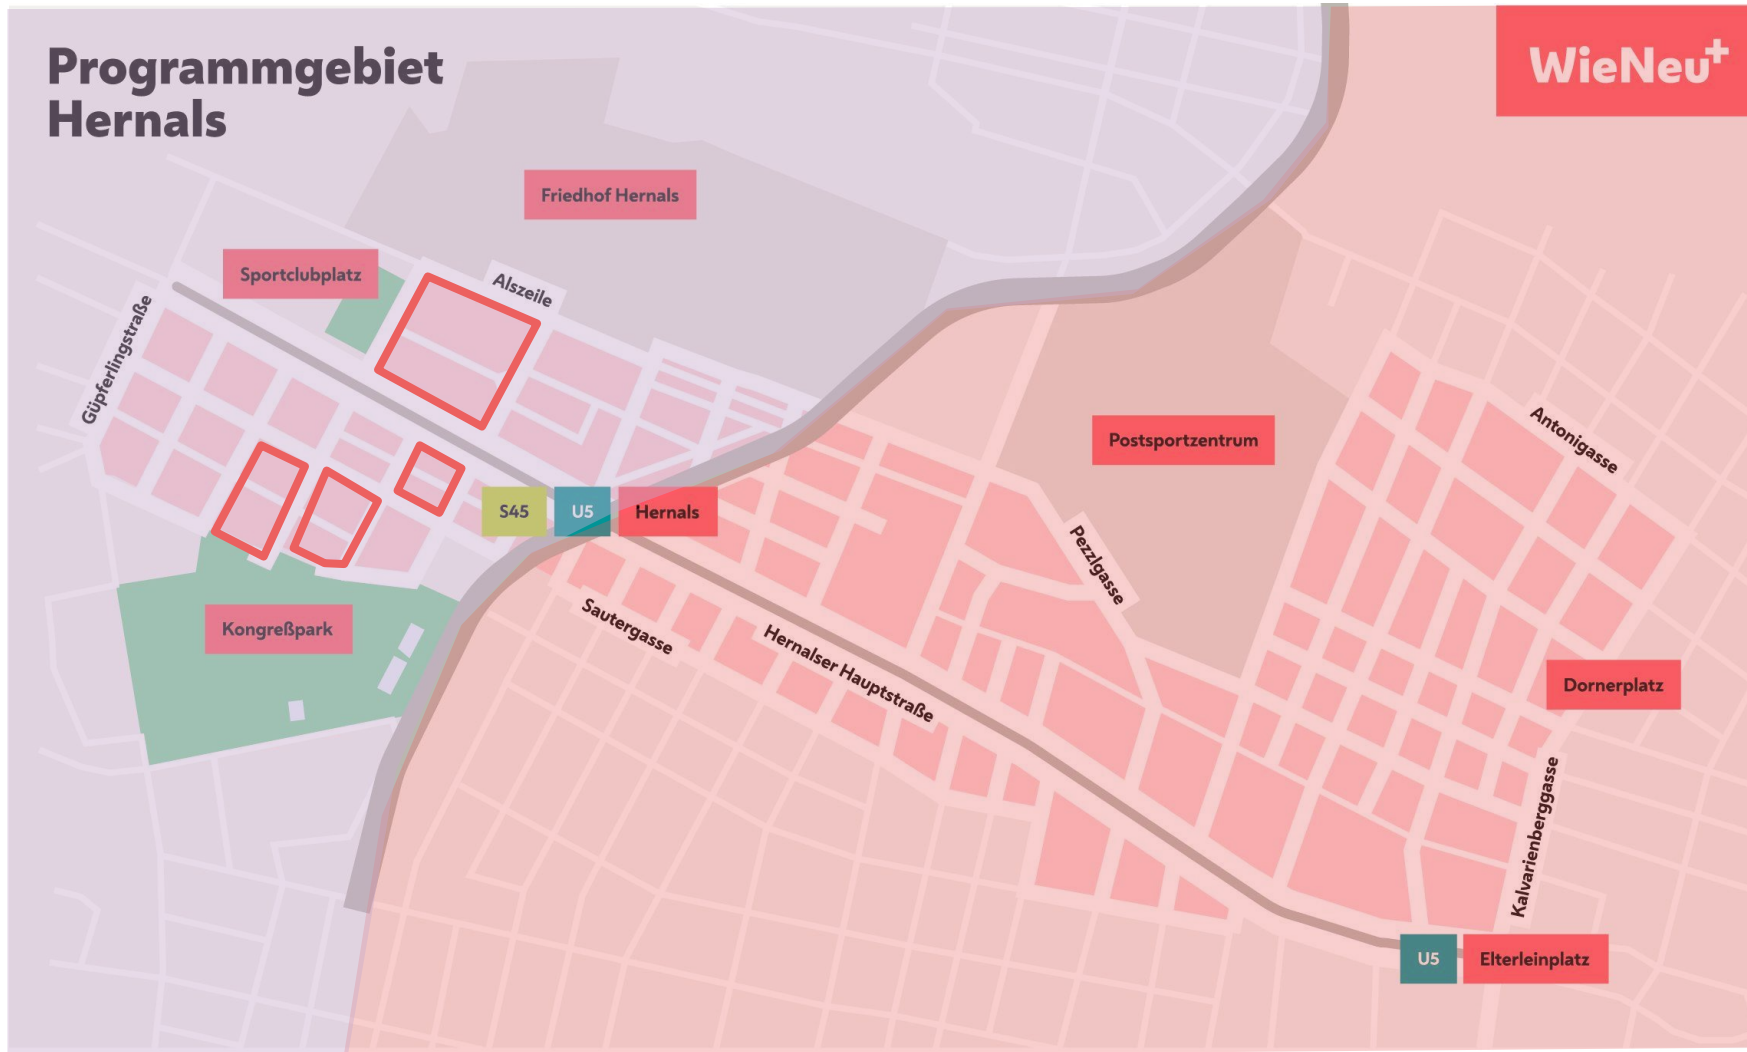 Programmgebiet
Hernals
WieNeu+
Friedhof Hernals
Sportclubplatz
Alszeile
Güpferlingstraße
Antonigasse
Postsportzentrum
S45
U5
Hernals
Pezzlgasse
Kongreßpark
Sautergasse
Hernalser Hauptstraße
Dornerplatz
Kalvarienberggasse
U5
Elterleinplatz